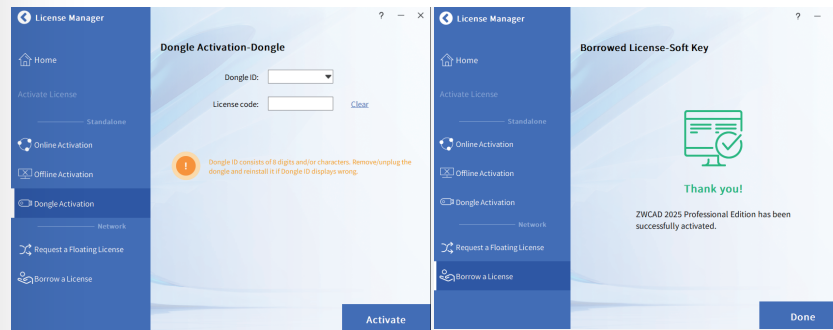 License Manager
? — ×
Home
Activate License
Standalone
Online Activation
Offline Activation
Dongle Activation
Network
Request a Floating License
Borrow a License
Dongle Activation-Dongle
Dongle ID:
License code:
Clear
!
Dongle ID consists of 8 digits and/or characters. Remove/unplug the
dongle and reinstall it if Dongle ID displays wrong.
Activate
License Manager
? —
Home
Activate License
Standalone
Online Activation
Offline Activation
Dongle Activation
Network
Request a Floating License
Borrow a License
Borrowed License-Soft Key
Thank you!
ZWCAD 2025 Professional Edition has been
successfully activated.
Done